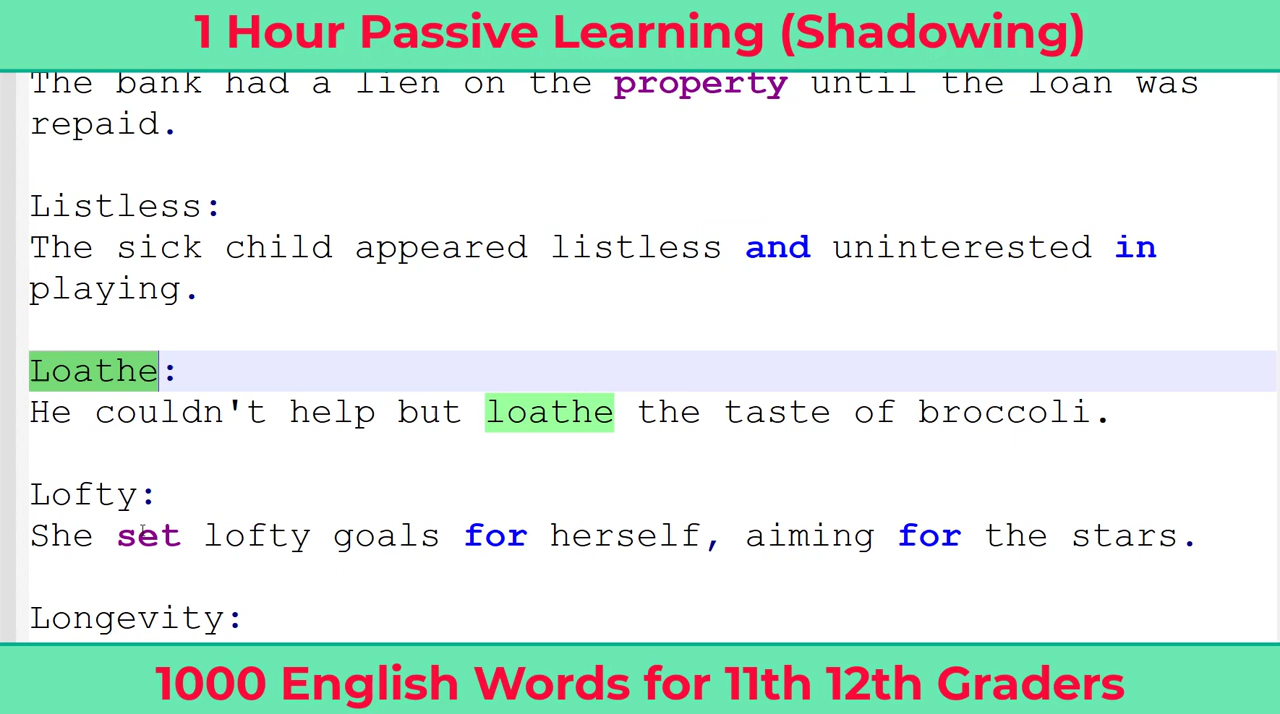 1 Hour Passive Learning (Shadowing)
The bank had a lien on the property until the loan was
repaid.
Listless:
The sick child appeared listless and uninterested in
playing.
Loathe:
He couldn't help but loathe the taste of broccoli.
Lofty:
She set lofty goals for herself, aiming for the stars.
Longevity:
1000 English Words for 11th 12th Graders